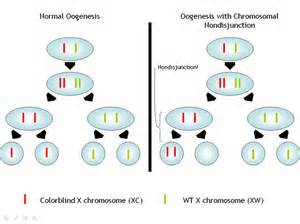 Normal Oogenesis
Oogenesis with Chromosomal
Nondisjunction
Nondisjunction!
Colorblind X chromosome (XC)
WT X chromosome (XW)